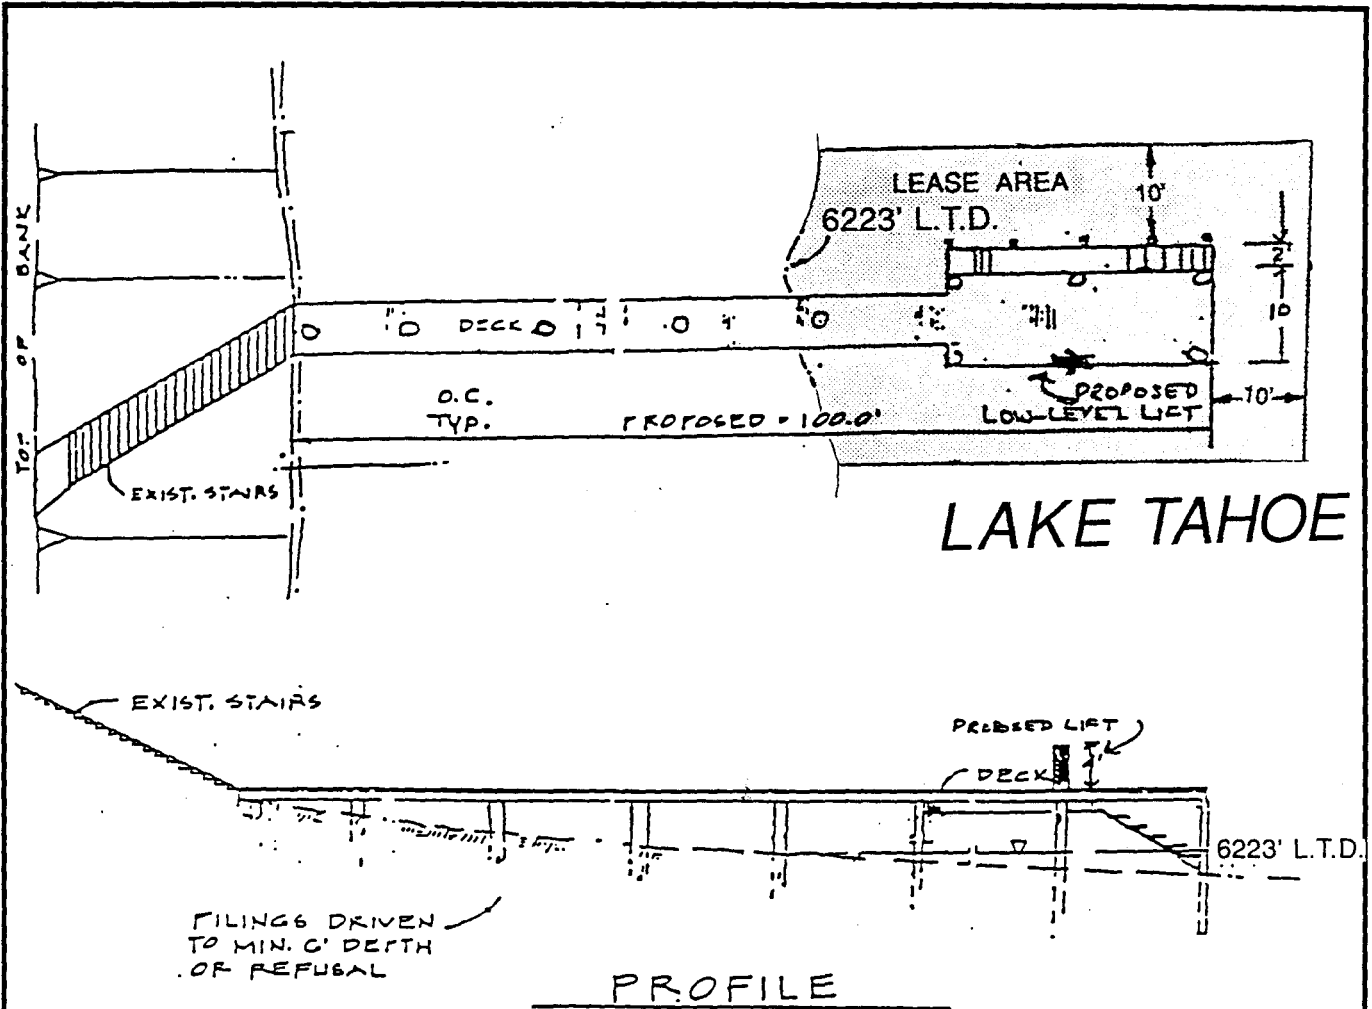 TOP OF BANK
LEASE AREA
10'
6223' L.T.D.
2'
10
DECK
O.C.
TYP.
PROPOSED = 100.0'
PROPOSED
LOW-LEVEL LIFT
10'
EXIST. STAIRS
LAKE TAHOE
EXIST. STAIRS
LIFT
DECK
6223' L.T.D.
PILINGS DRIVEN
TO MIN. 6' DEPTH
OR REFUSAL
PROFILE